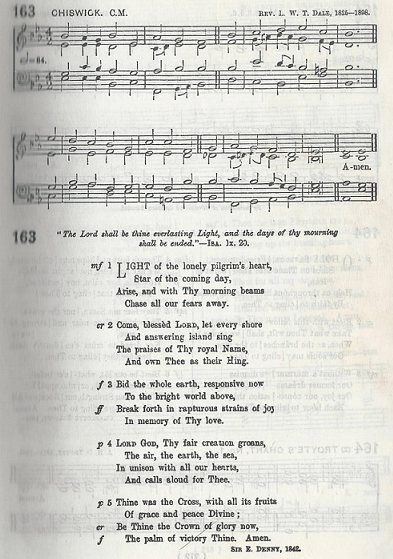 163 CHISWICK. C.M. REV. L. W. T. DALE, 1826–1898.
=84.
A-men.
163 "The Lord shall be thine everlasting Light, and the days of thy mourning
shall be ended."—ISA. lx. 20.
mf 1 LIGHT of the lonely pilgrim's heart,
Star of the coming day,
Arise, and with Thy morning beams
Chase all our fears away.
cr 2 Come, blessèd LORD, let every shore
And answering island sing
The praises of Thy royal Name,
And own Thee as their King.
f 3 Bid the whole earth, responsive now
To the bright world above,
ff Break forth in rapturous strains of joy
In memory of Thy love.
p 4 LORD GOD, Thy fair creation groans,
The air, the earth, the sea,
In unison with all our hearts,
And calls aloud for Thee.
p 5 Thine was the Cross, with all its fruits
Of grace and peace Divine;
cr Be Thine the Crown of glory now,
f The palm of victory Thine. Amen.
SIR E. DENNY, 1842.